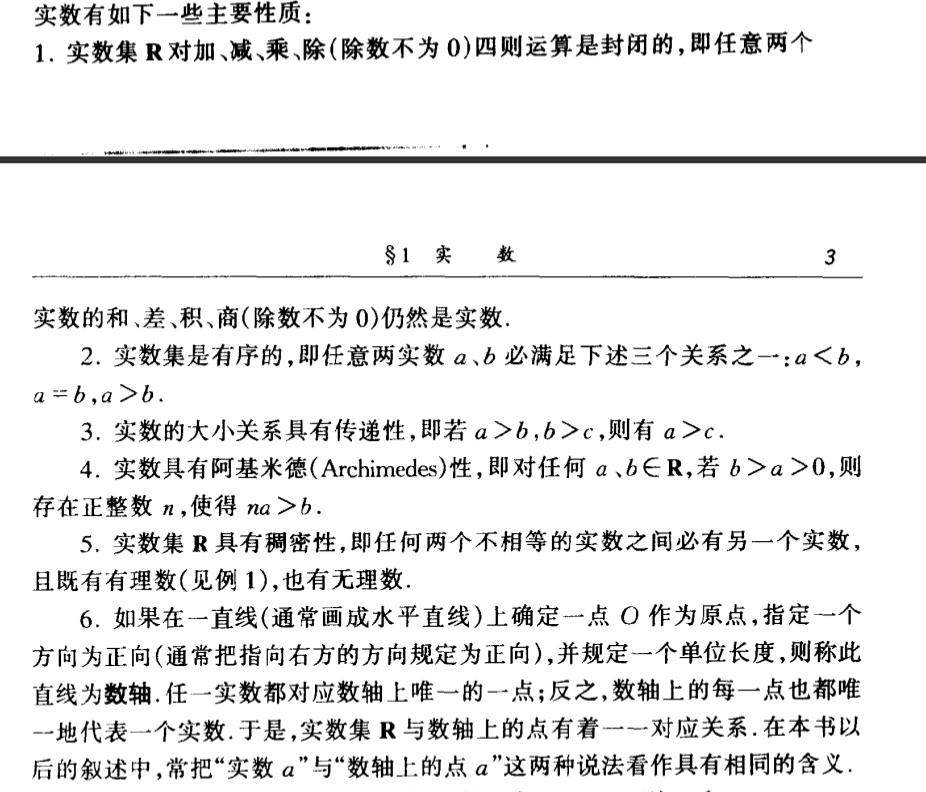 实数有如下一些主要性质:
1. 实数集 R 对加、减、乘、除(除数不为 0)四则运算是封闭的,即任意两个
§1 实 数 3
实数的和、差、积、商(除数不为 0)仍然是实数.
2. 实数集是有序的,即任意两实数 a、b 必满足下述三个关系之一:a<b,
a=b,a>b.
3. 实数的大小关系具有传递性,即若 a>b,b>c,则有 a>c.
4. 实数具有阿基米德(Archimedes)性,即对任何 a、b∈R,若 b>a>0,则
存在正整数 n,使得 na>b.
5. 实数集 R 具有稠密性,即任何两个不相等的实数之间必有另一个实数,
且既有有理数(见例 1),也有无理数.
6. 如果在一直线(通常画成水平直线)上确定一点 O 作为原点,指定一个
方向为正向(通常把指向右方的方向规定为正向),并规定一个单位长度,则称此
直线为数轴.任一实数都对应数轴上唯一的一点;反之,数轴上的每一点也都唯
一地代表一个实数.于是,实数集 R 与数轴上的点有着一一对应关系.在本书以
后的叙述中,常把“实数 a”与“数轴上的点 a”这两种说法看作具有相同的含义.